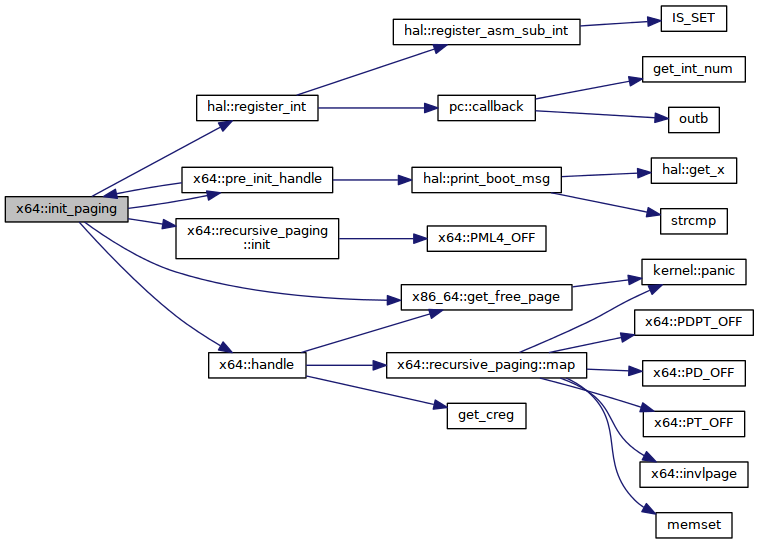 x64::init_paging
hal::register_int
hal::register_asm_sub_int
IS_SET
pc::callback
get_int_num
outb
x64::pre_init_handle
hal::print_boot_msg
hal::get_x
strcmp
x64::recursive_paging
::init
x64::PML4_OFF
x86_64::get_free_page
kernel::panic
x64::handle
x64::recursive_paging::map
x64::PDPT_OFF
x64::PD_OFF
x64::PT_OFF
x64::invlpage
memset
get_creg